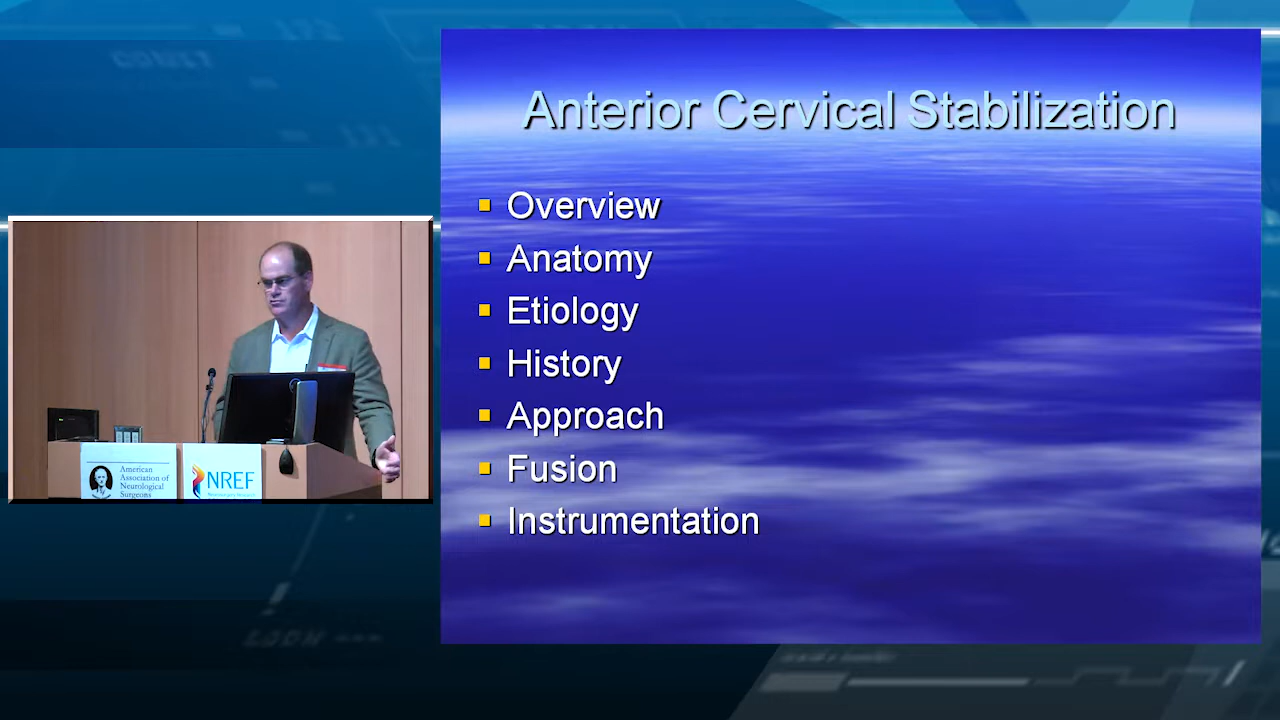 Anterior Cervical Stabilization
Overview
Anatomy
Etiology
History
Approach
Fusion
Instrumentation
American
Association of
Neurological
Surgeons
NREF